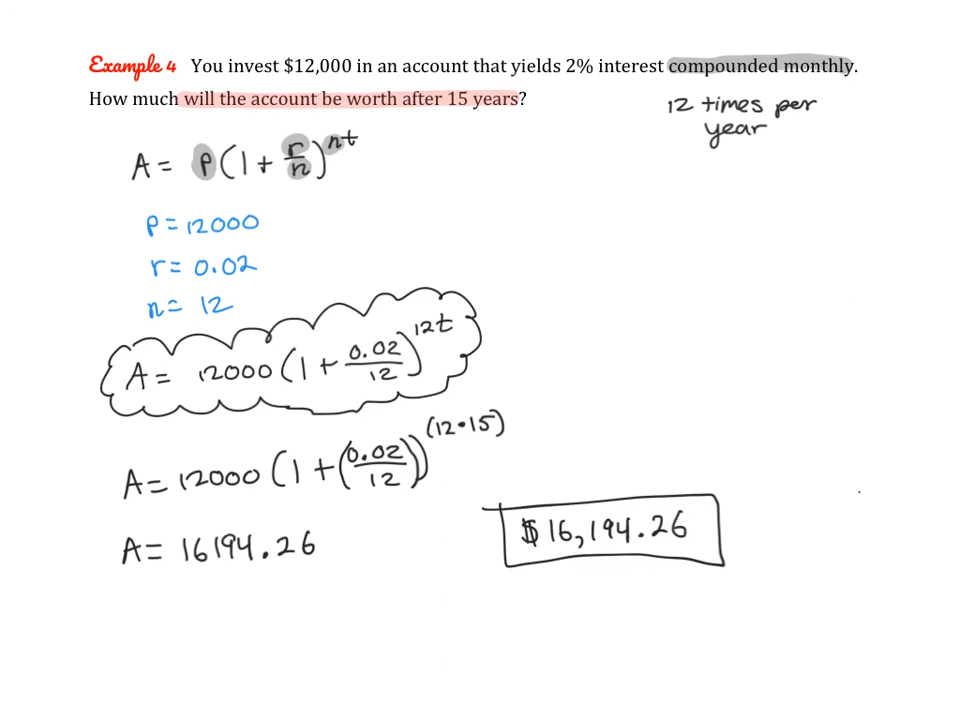 Example 4 You invest $12,000 in an account that yields 2% interest compounded monthly.
How much will the account be worth after 15 years?
12 times per
year
A = P(1 + r/n)^nt
P = 12000
r = 0.02
n = 12
A = 12000 (1 + 0.02/12)^12t
A = 12000 (1 + (0.02/12))^(12•15)
A = 16194.26
$16,194.26